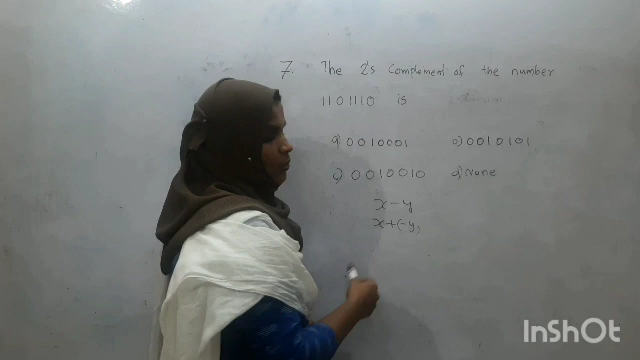 7. The 2's Complement of the number
1101110 is
a) 0010001 b) 0010101
c) 0010010 d) None
x-y
x+(-y)
InShOt